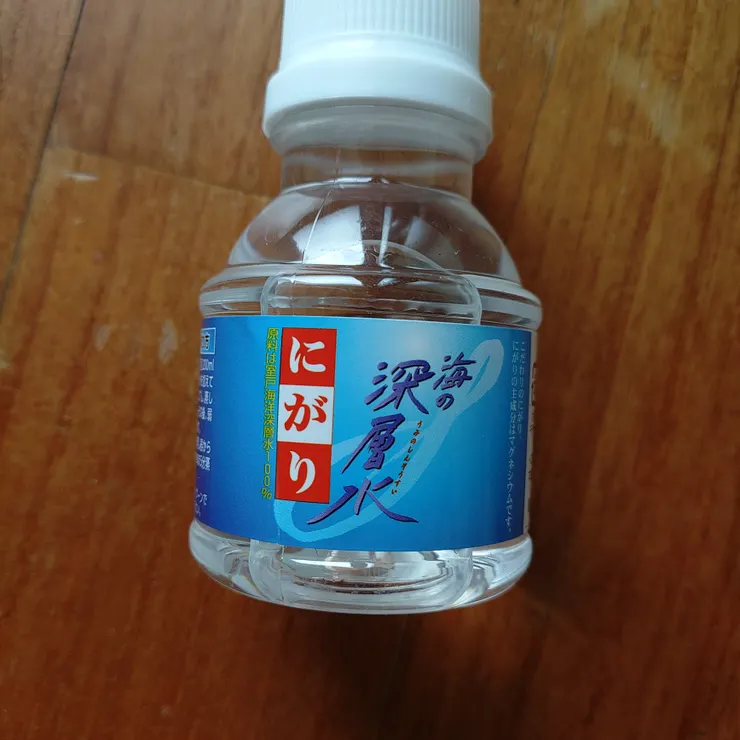 海の
深層水
うみのしんそうすい
にがり
原料は室戸海洋深層水100%
こだわりのにがり。
にがりの主成分はマグネシウムです。